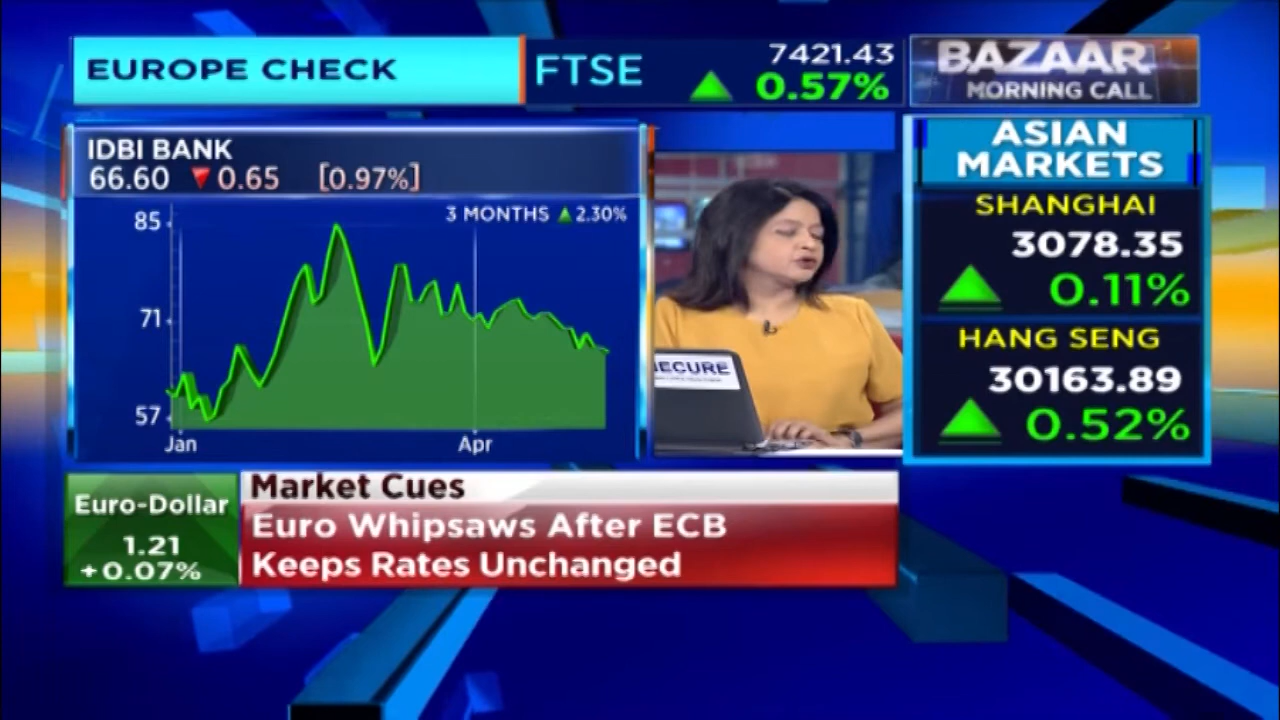 EUROPE CHECK
FTSE
7421.43
0.57%
BAZAAR
MORNING CALL
IDBI BANK
66.60 0.65 [0.97%]
3 MONTHS 2.30%
85
71
57
Jan Apr
ECURE
ASIAN
MARKETS
SHANGHAI
3078.35
0.11%
HANG SENG
30163.89
0.52%
Euro-Dollar
1.21
+0.07%
Market Cues
Euro Whipsaws After ECB
Keeps Rates Unchanged